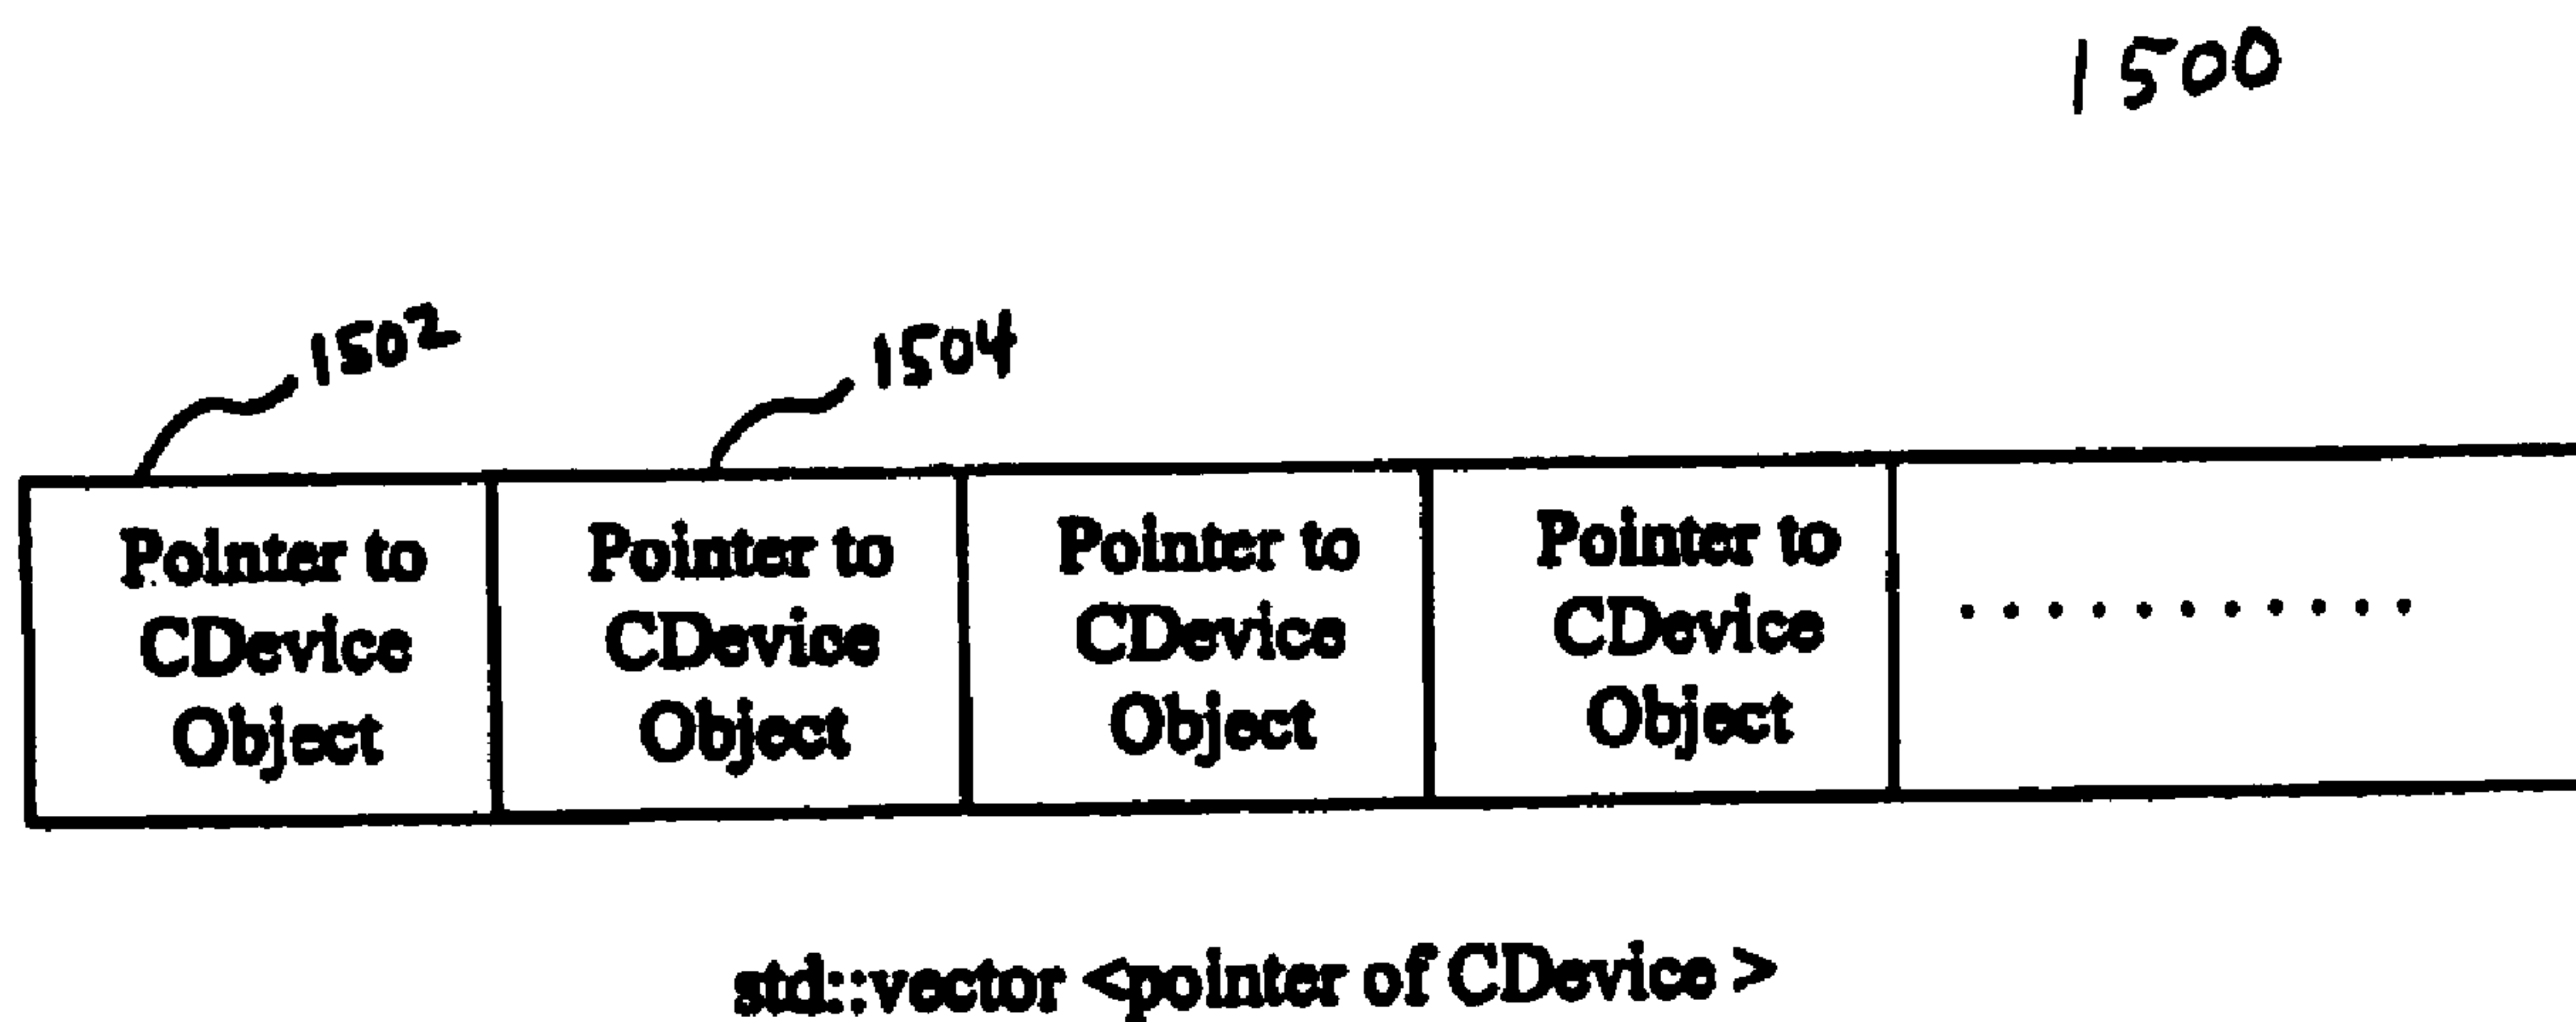 1500
1502
1504
Pointer to
CDevice
Object
Pointer to
CDevice
Object
Pointer to
CDevice
Object
Pointer to
CDevice
Object
...........
std::vector <pointer of CDevice >